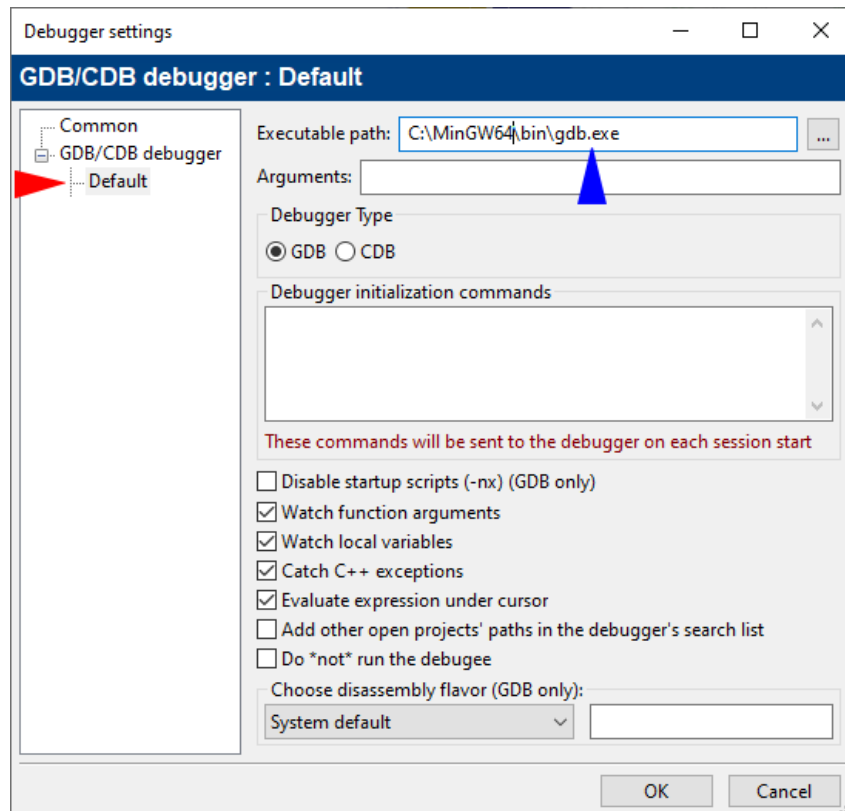 Debugger settings
GDB/CDB debugger : Default
Common
GDB/CDB debugger
Default
Executable path: C:\MinGW64\bin\gdb.exe ...
Arguments:
Debugger Type
GDB CDB
Debugger initialization commands
These commands will be sent to the debugger on each session start
Disable startup scripts (-nx) (GDB only)
Watch function arguments
Watch local variables
Catch C++ exceptions
Evaluate expression under cursor
Add other open projects' paths in the debugger's search list
Do *not* run the debugee
Choose disassembly flavor (GDB only):
System default
OK Cancel